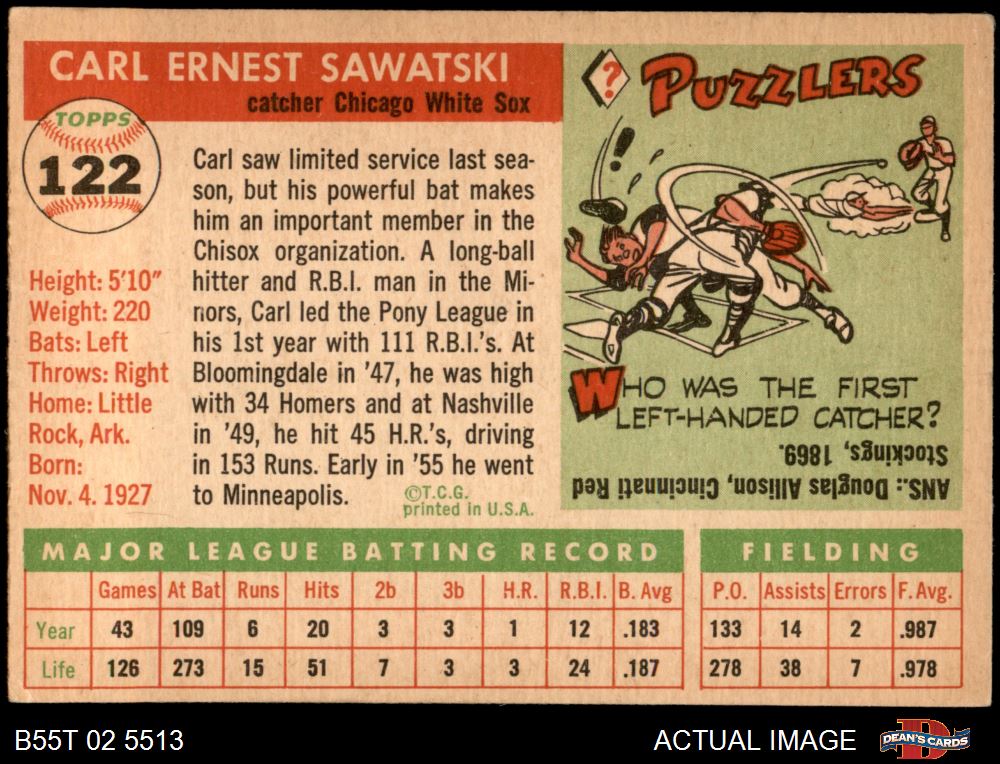 CARL ERNEST SAWATSKI
catcher Chicago White Sox
TOPPS
122
Height: 5'10"
Weight: 220
Bats: Left
Throws: Right
Home: Little
Rock, Ark.
Born:
Nov. 4. 1927
Carl saw limited service last sea-
son, but his powerful bat makes
him an important member in the
Chisox organization. A long-ball
hitter and R.B.I. man in the Mi-
nors, Carl led the Pony League in
his 1st year with 111 R.B.I.'s. At
Bloomingdale in '47, he was high
with 34 Homers and at Nashville
in '49, he hit 45 H.R.'s, driving
in 153 Runs. Early in '55 he went
to Minneapolis.
©T.C.G.
printed in U.S.A.
? PUZZLERS
WHO WAS THE FIRST
LEFT-HANDED CATCHER?
ANS.: Douglas Allison, Cincinnati Red
Stockings, 1869.
MAJOR LEAGUE BATTING RECORD
Games At Bat Runs Hits 2b 3b H.R. R.B.I. B. Avg
Year 43 109 6 20 3 3 1 12 .183
Life 126 273 15 51 7 3 3 24 .187
FIELDING
P.O. Assists Errors F. Avg.
133 14 2 .987
278 38 7 .978
B55T 02 5513
ACTUAL IMAGE
D
DEAN'S CARDS